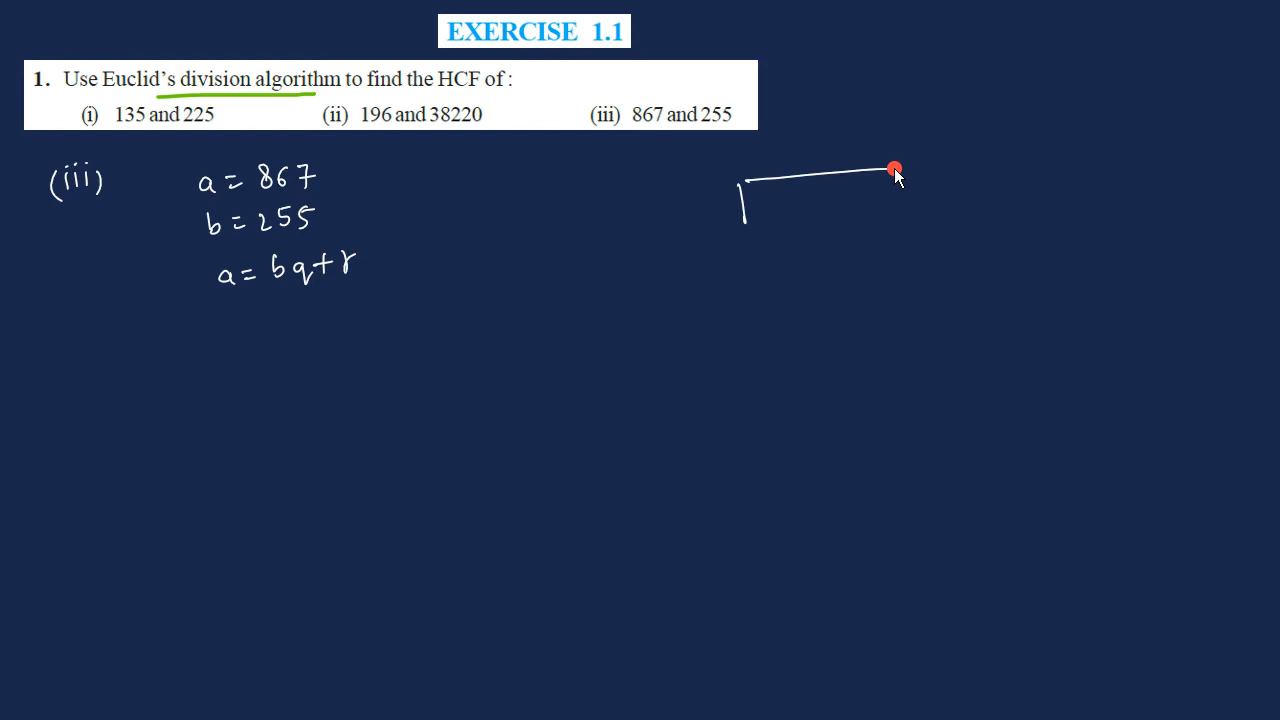 EXERCISE 1.1
1. Use Euclid's division algorithm to find the HCF of :
(i) 135 and 225 (ii) 196 and 38220 (iii) 867 and 255
(iii) a = 867
b = 255
a = bq + r